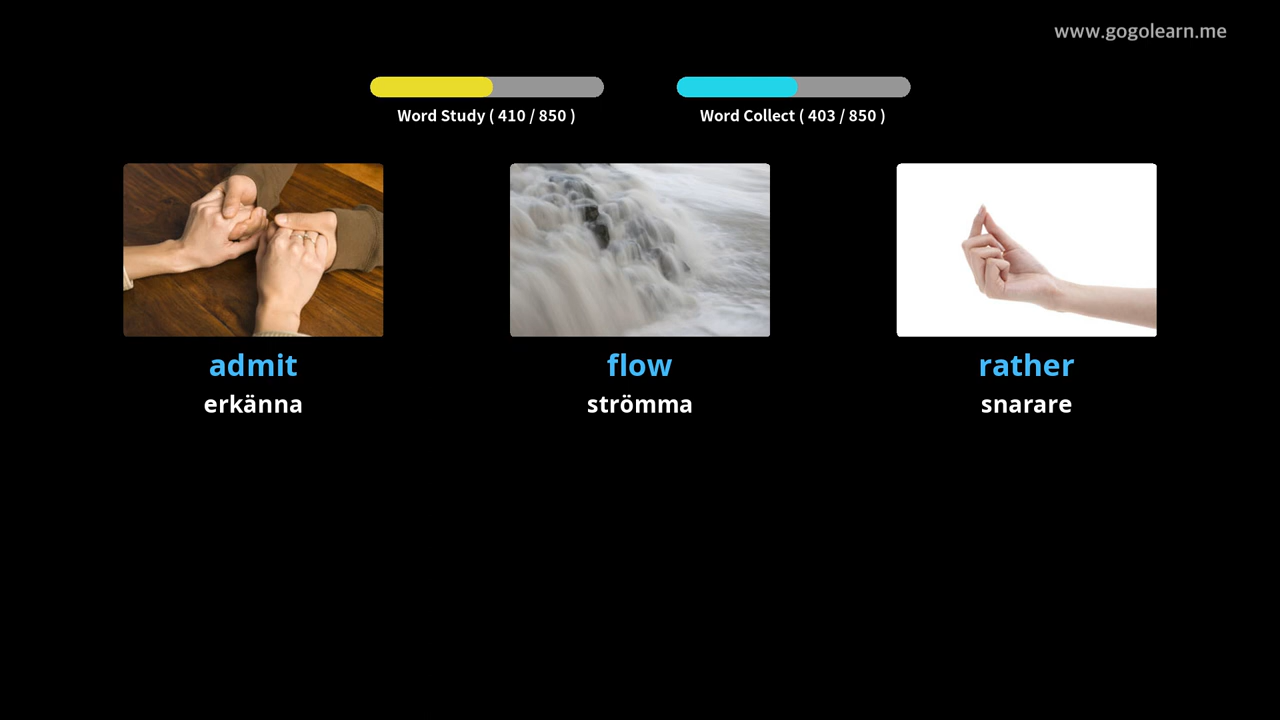 www.gogolearn.me
Word Study ( 410 / 850 )
Word Collect ( 403 / 850 )
admit
flow
rather
erkänna
strömma
snarare